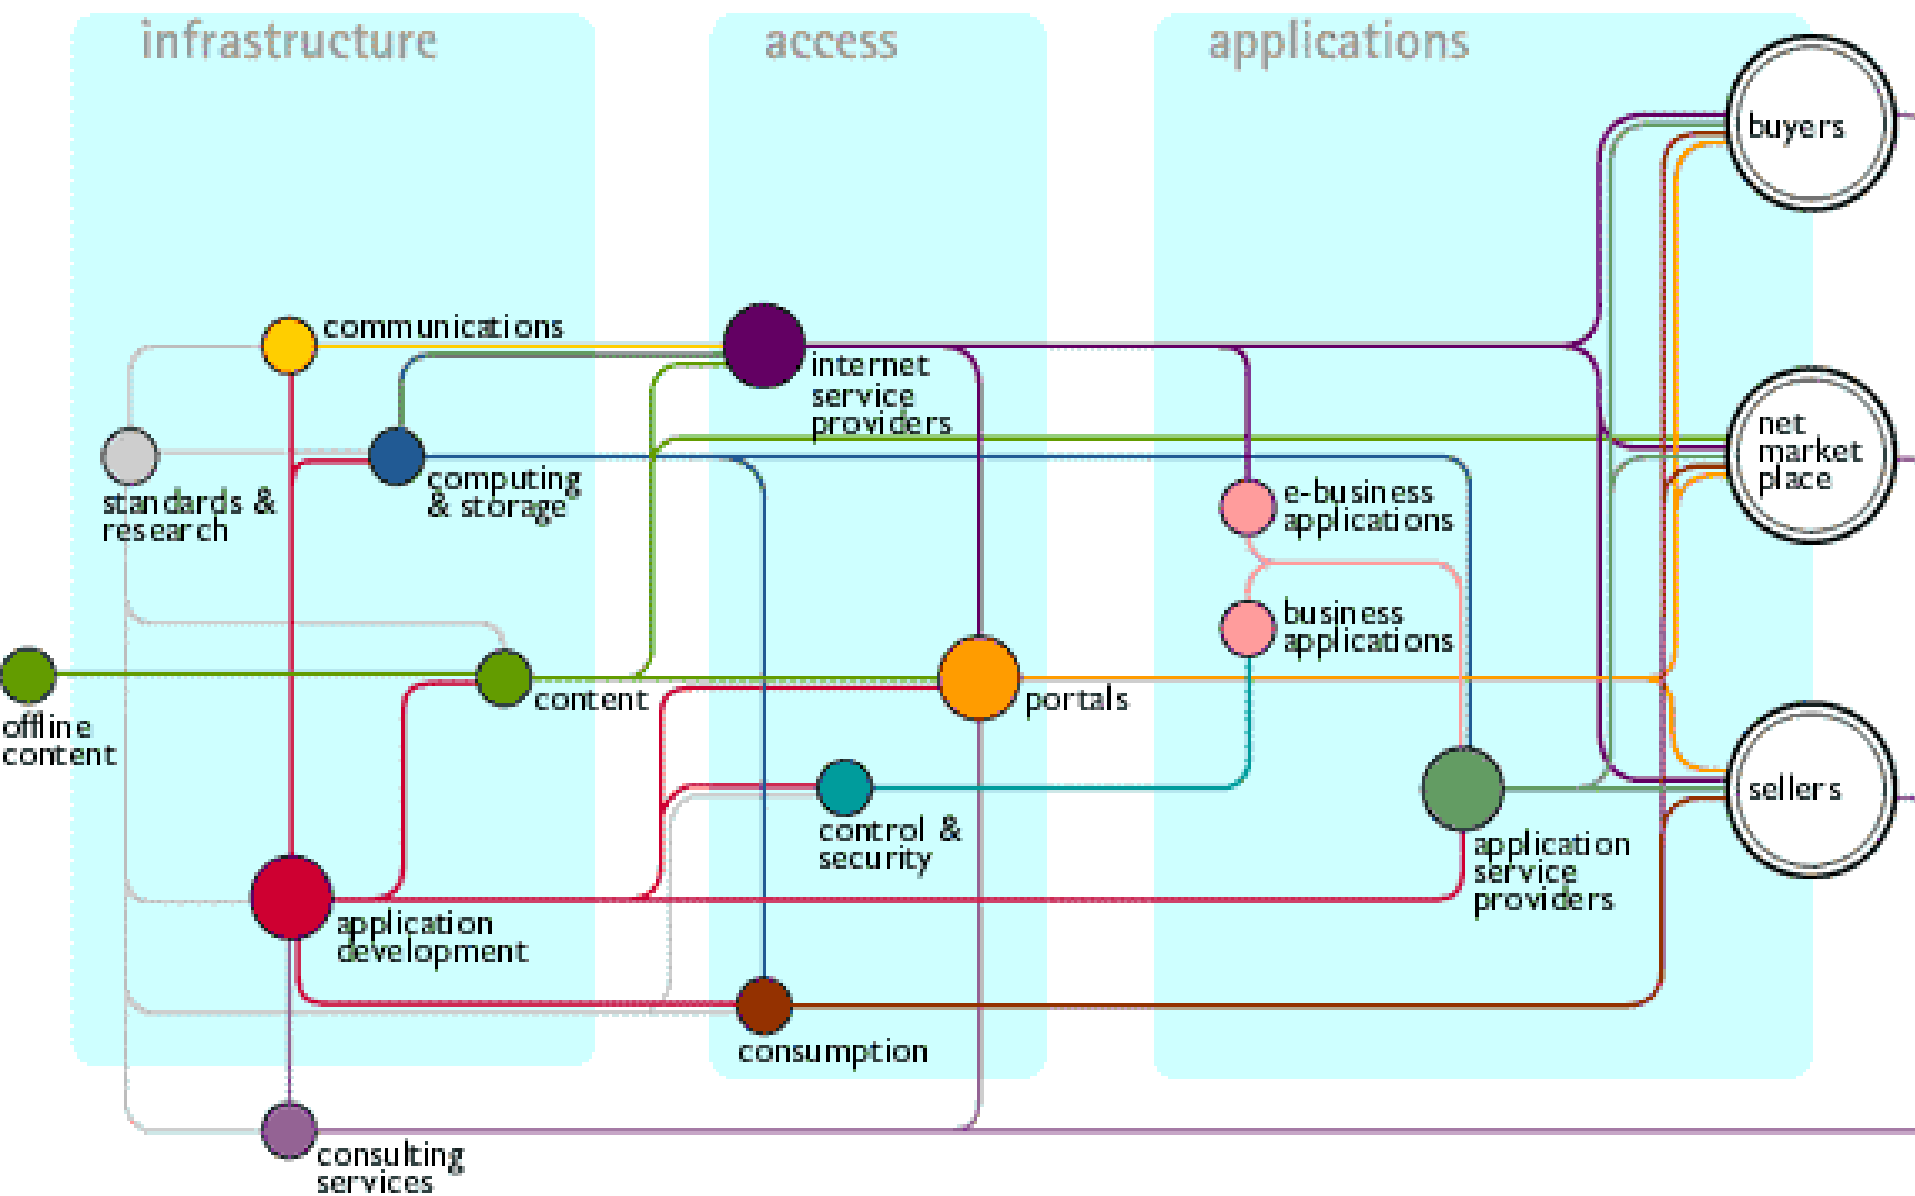 infrastructure
access
applications
buyers
communications
internet
service
providers
net
market
place
computing
& storage
standards &
research
e-business
applications
business
applications
content
portals
offline
content
sellers
control &
security
application
service
providers
application
development
consumption
consulting
services